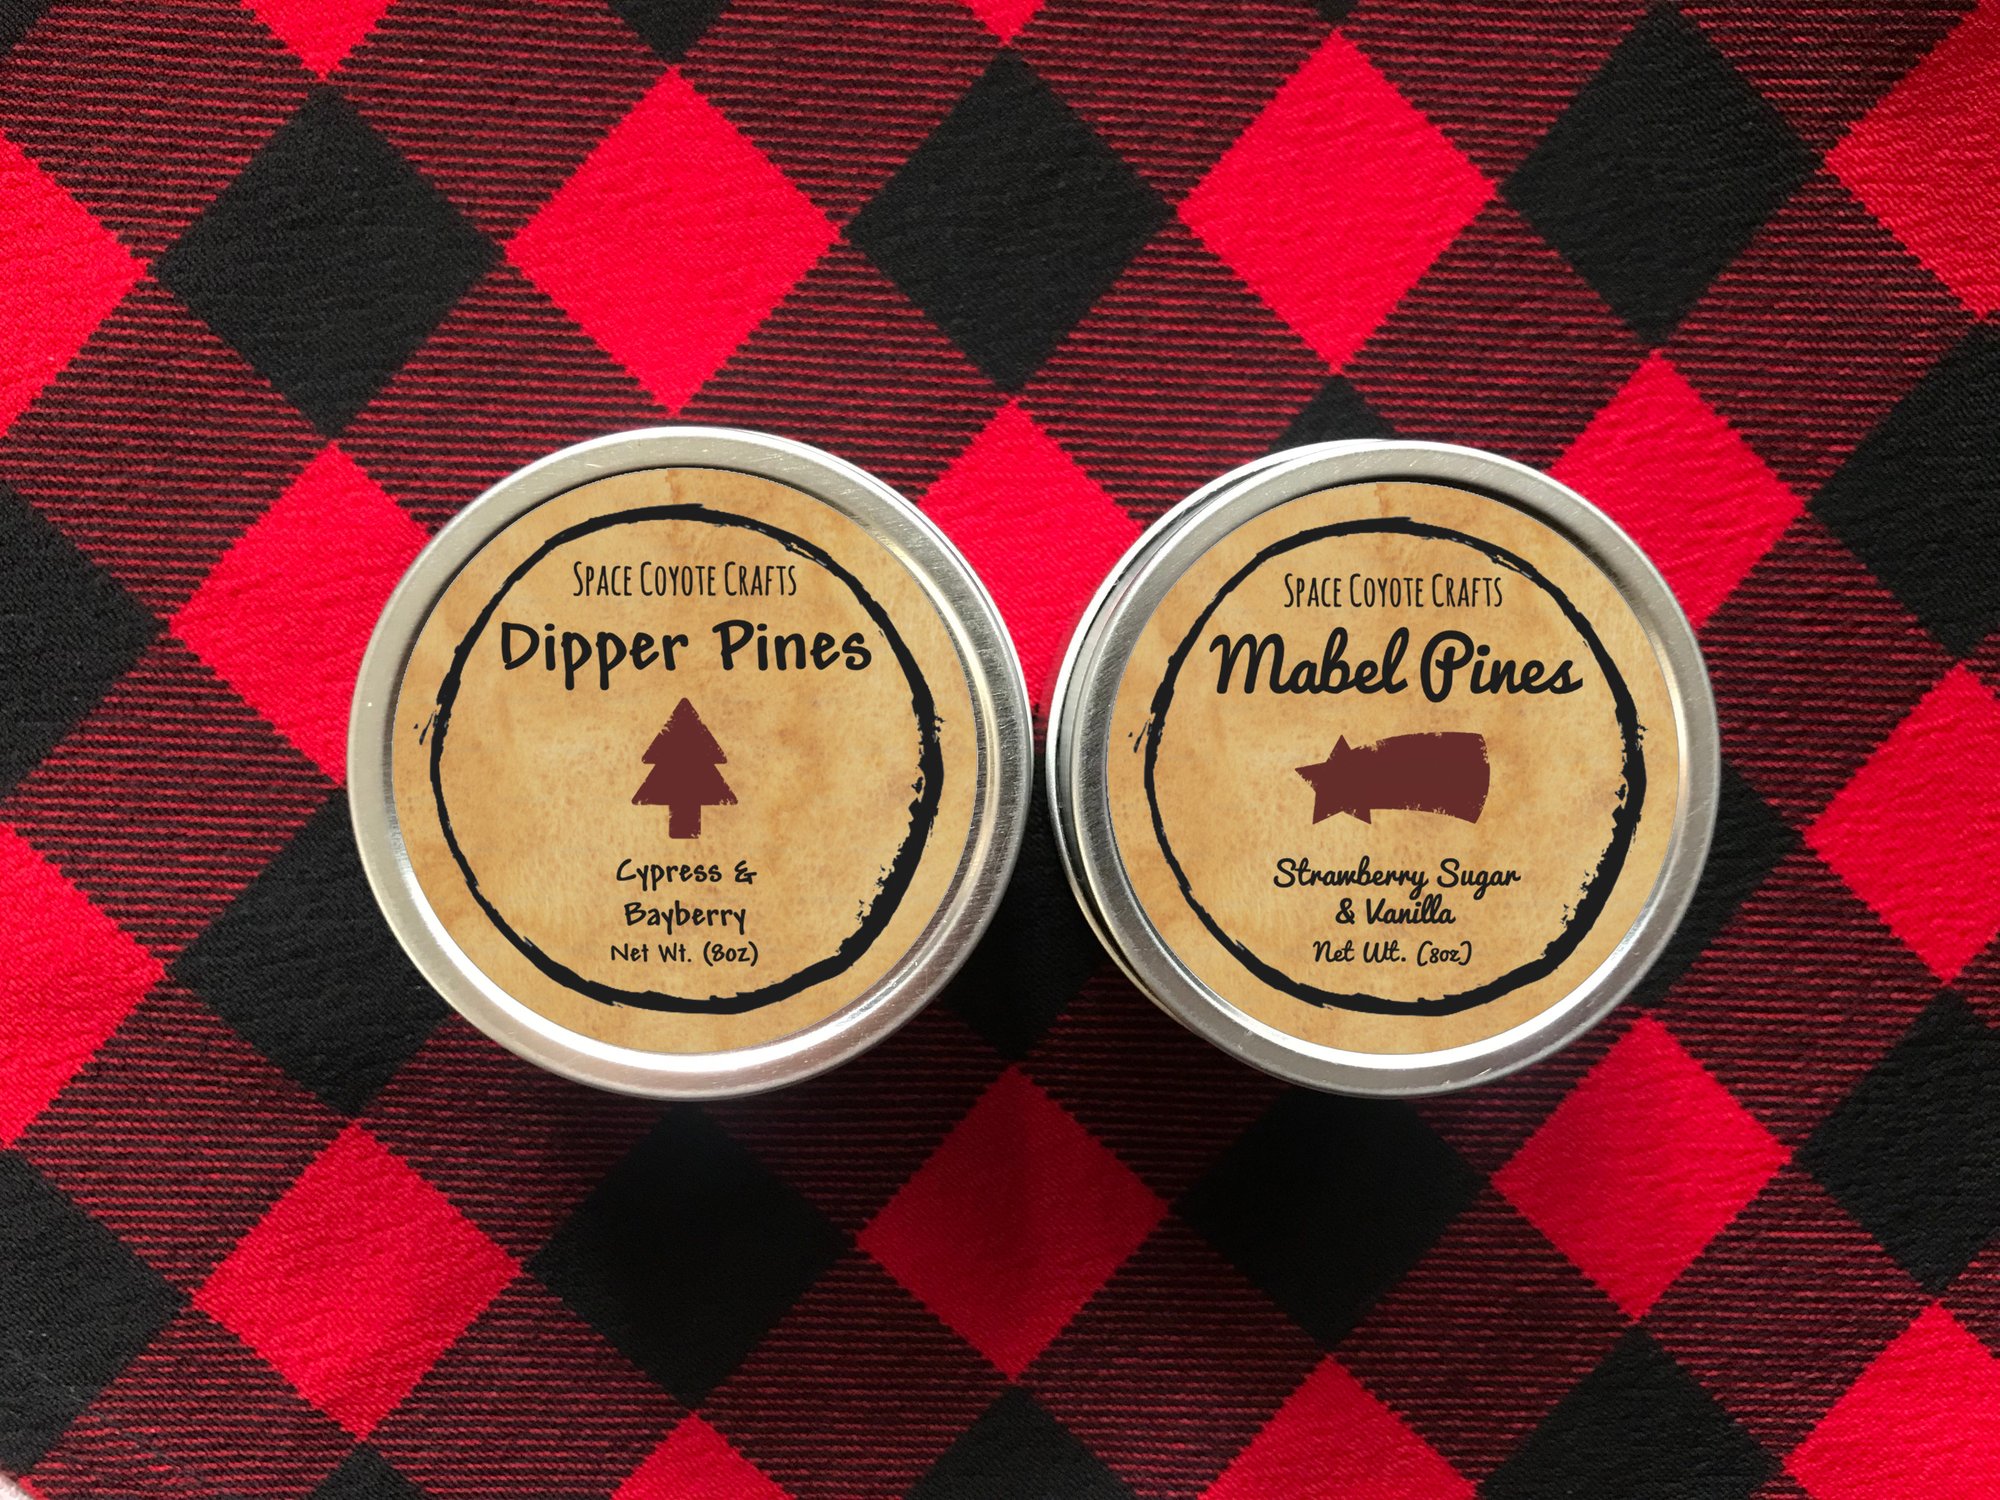 SPACE COYOTE CRAFTS
Dipper Pines
Cypress &
Bayberry
Net Wt. (8oz)
SPACE COYOTE CRAFTS
Mabel Pines
Strawberry Sugar
& Vanilla
Net Wt. (8oz)